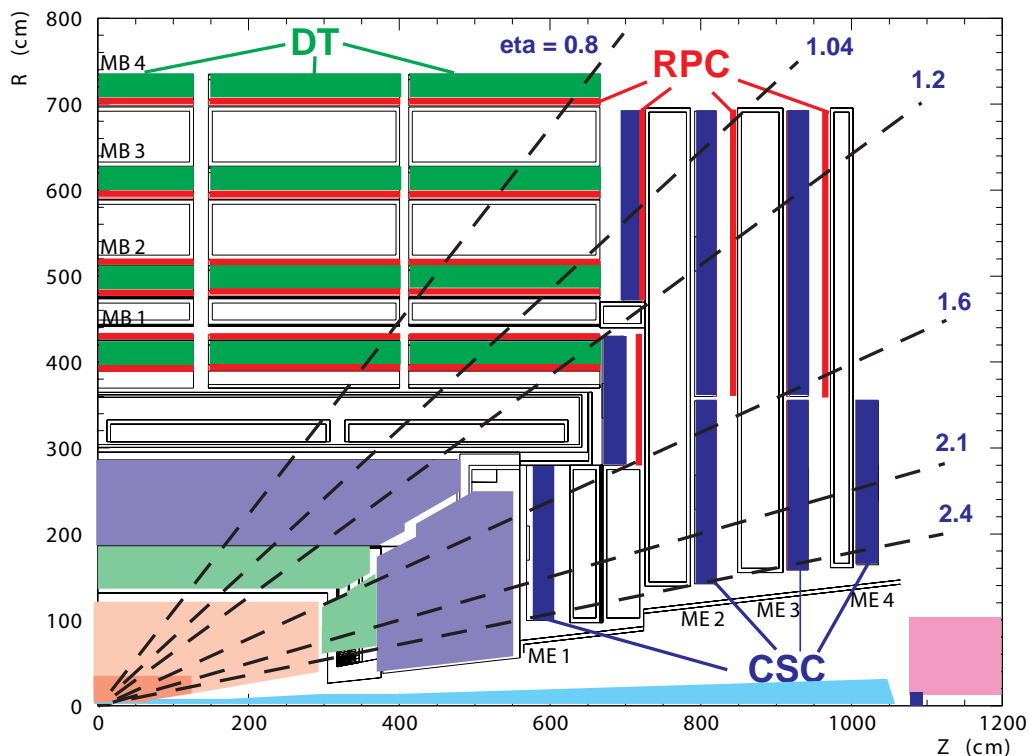 R (cm)
800
700
600
500
400
300
200
100
0
MB 4
MB 3
MB 2
MB 1
DT
eta = 0.8
RPC
1.04
1.2
1.6
2.1
2.4
ME 1
ME 2
ME 3
ME 4
CSC
0
200
400
600
800
1000
1200
Z (cm)